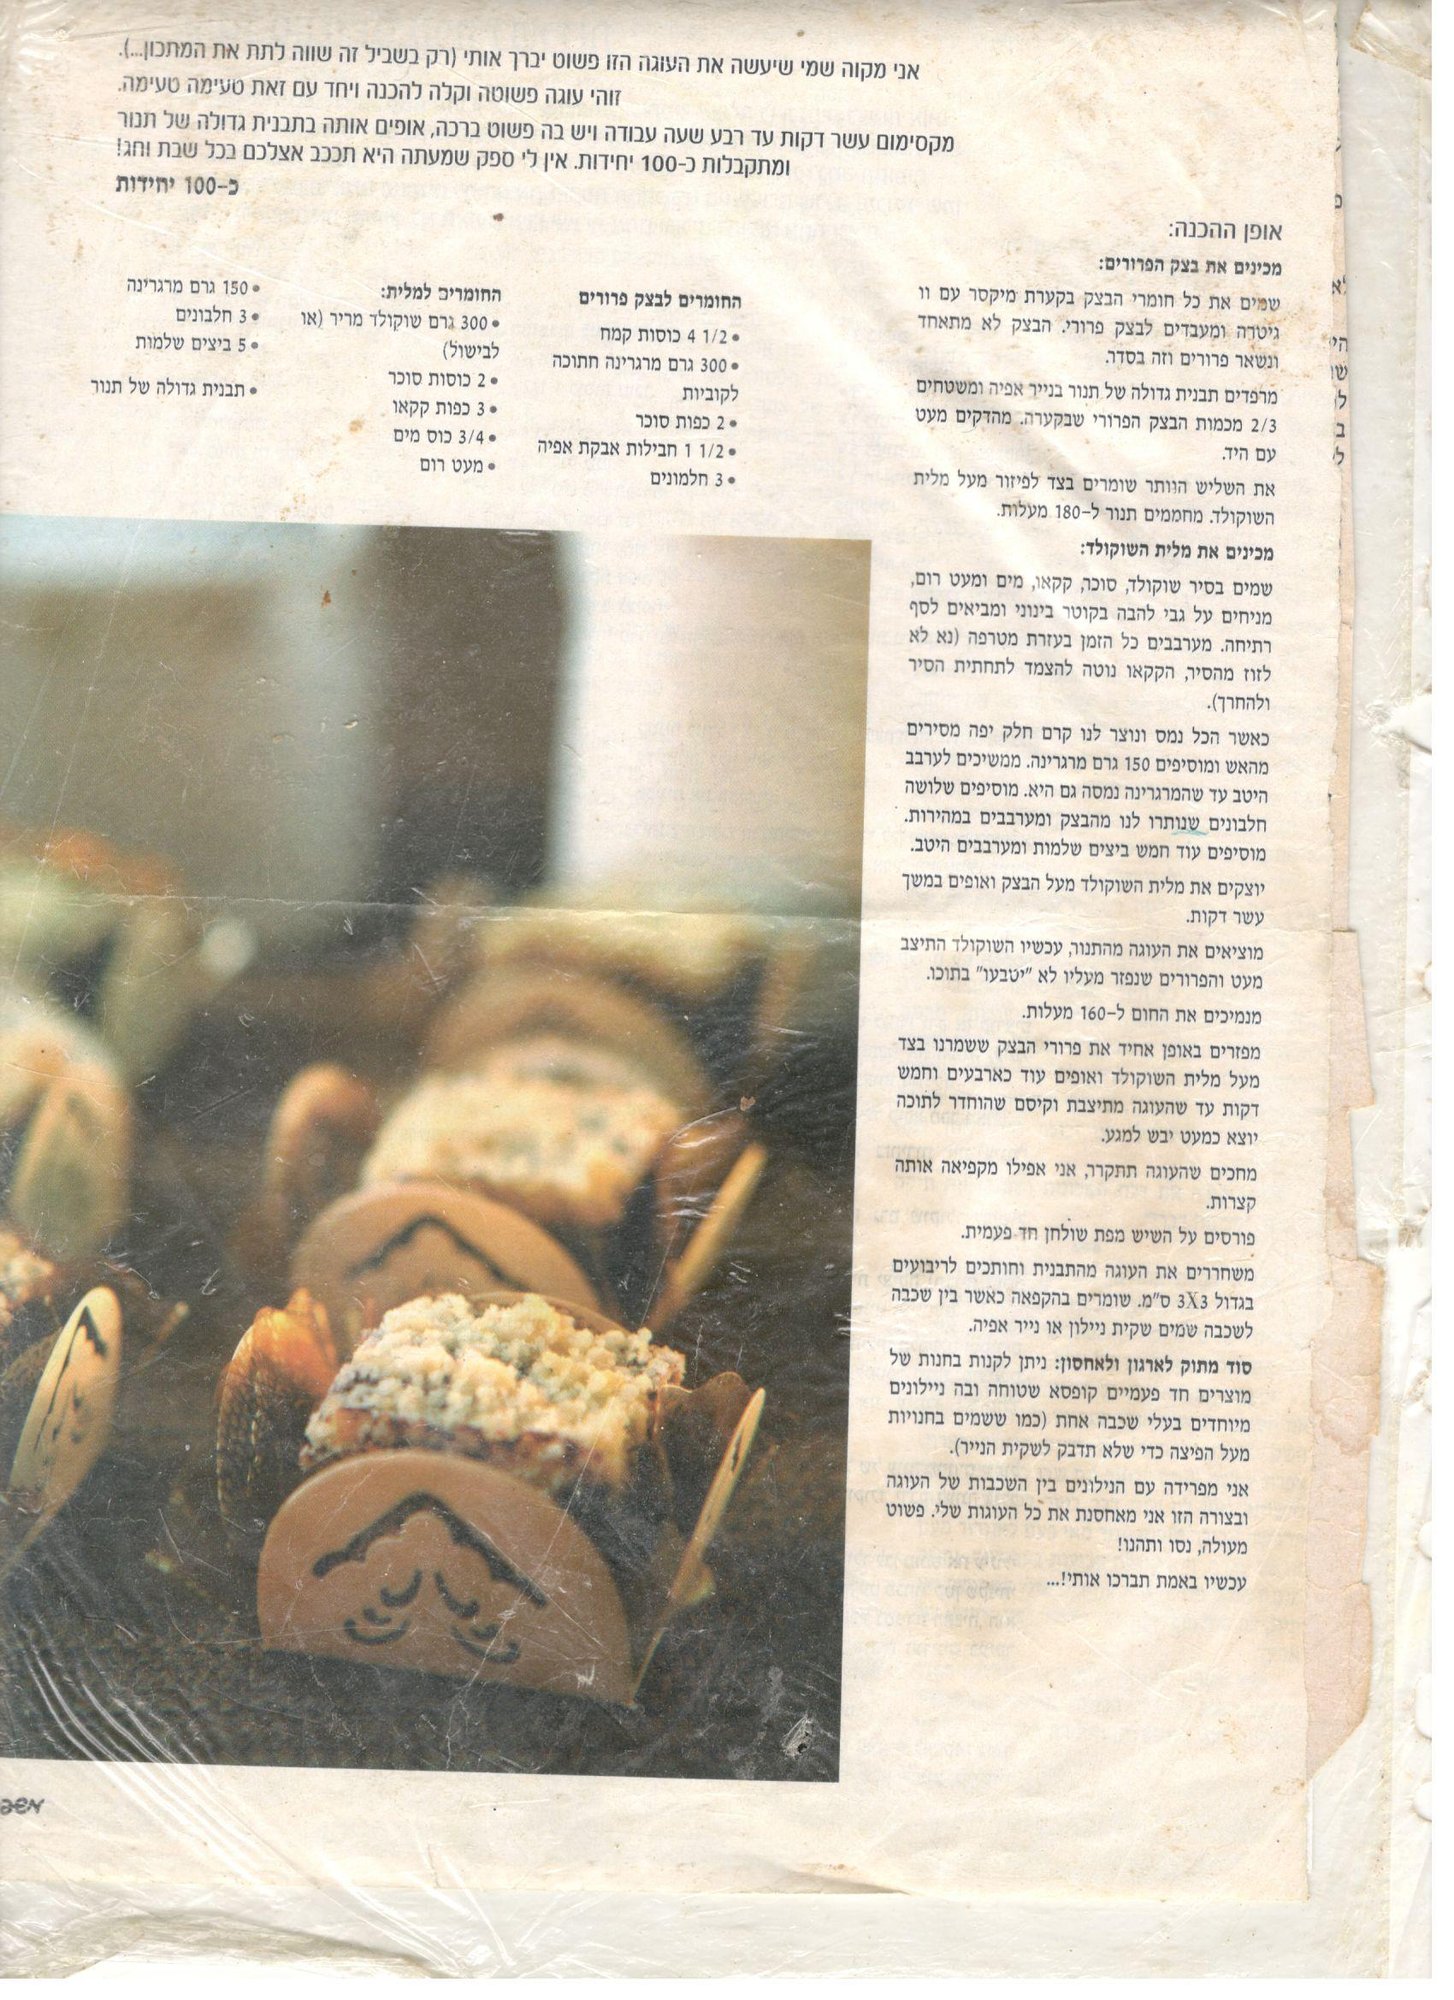 אני מקוה שמי שיעשה את העוגה הזו פשוט יברך אותי (רק בשביל זה שווה לתת את המתכון...).
זוהי עוגה פשוטה וקלה להכנה ויחד עם זאת טעימה טעימה.
מקסימום עשר דקות עד רבע שעה עבודה ויש בה פשוט ברכה, אופים אותה בתבנית גדולה של תנור
ומתקבלות כ-100 יחידות. אין לי ספק שמעתה היא תככב אצלכם בכל שבת וחג!
כ-100 יחידות
החומרים לבצק פרורים
• 4 1/2 כוסות קמח
• 300 גרם מרגרינה חתוכה
לקוביות
• 2 כפות סוכר
• 1 1/2 חבילות אבקת אפיה
• 3 חלמונים
החומרים למלית:
• 300 גרם שוקולד מריר (או
לבישול)
• 2 כוסות סוכר
• 3 כפות קקאו
• 3/4 כוס מים
• מעט רום
• 150 גרם מרגרינה
• 3 חלבונים
• 5 ביצים שלמות
• תבנית גדולה של תנור
אופן ההכנה:
מכינים את בצק הפרורים:
שמים את כל חומרי הבצק בקערת מיקסר עם וו
גיטרה ומעבדים לבצק פרורי. הבצק לא מתאחד
ונשאר פרורים וזה בסדר.
מרפדים תבנית גדולה של תנור בנייר אפיה ומשטחים
2/3 מכמות הבצק הפרורי שבקערה. מהדקים מעט
עם היד.
את השליש הנותר שומרים בצד לפיזור מעל מלית
השוקולד. מחממים תנור ל-180 מעלות.
מכינים את מלית השוקולד:
שמים בסיר שוקולד, סוכר, קקאו, מים ומעט רום,
מניחים על גבי להבה בקוטר בינוני ומביאים לסף
רתיחה. מערבבים כל הזמן בעזרת מטרפה (נא לא
לזוז מהסיר, הקקאו נוטה להצמד לתחתית הסיר
ולהחרך).
כאשר הכל נמס ונוצר לנו קרם חלק יפה מסירים
מהאש ומוסיפים 150 גרם מרגרינה. ממשיכים לערבב
היטב עד שהמרגרינה נמסה גם היא. מוסיפים שלושה
חלבונים שנותרו לנו מהבצק ומערבבים במהירות.
מוסיפים עוד חמש ביצים שלמות ומערבבים היטב.
יוצקים את מלית השוקולד מעל הבצק ואופים במשך
עשר דקות.
מוציאים את העוגה מהתנור, עכשיו השוקולד התיצב
מעט והפרורים שנפזר מעליו לא "יטבעו" בתוכו.
מנמיכים את החום ל-160 מעלות.
מפזרים באופן אחיד את פרורי הבצק ששמרנו בצד
מעל מלית השוקולד ואופים עוד כארבעים וחמש
דקות עד שהעוגה מתיצבת וקיסם שהוחדר לתוכה
יוצא כמעט יבש למגע.
מחכים שהעוגה תתקרר, אני אפילו מקפיאה אותה
קצרות.
פורסים על השיש מפת שולחן חד פעמית.
משחררים את העוגה מהתבנית וחותכים לריבועים
בגדול 3X3 ס"מ. שומרים בהקפאה כאשר בין שכבה
לשכבה שמים שקית ניילון או נייר אפיה.
סוד מתוק לארגון ולאחסון: ניתן לקנות בחנות של
מוצרים חד פעמיים קופסא שטוחה ובה ניילונים
מיוחדים בעלי שכבה אחת (כמו ששמים בחנויות
מעל הפיצה כדי שלא תדבק לשקית הנייר).
אני מפרידה עם הנילונים בין השכבות של העוגה
ובצורה הזו אני מאחסנת את כל העוגות שלי. פשוט
מעולה, נסו ותהנו!
עכשיו באמת תברכו אותי!...